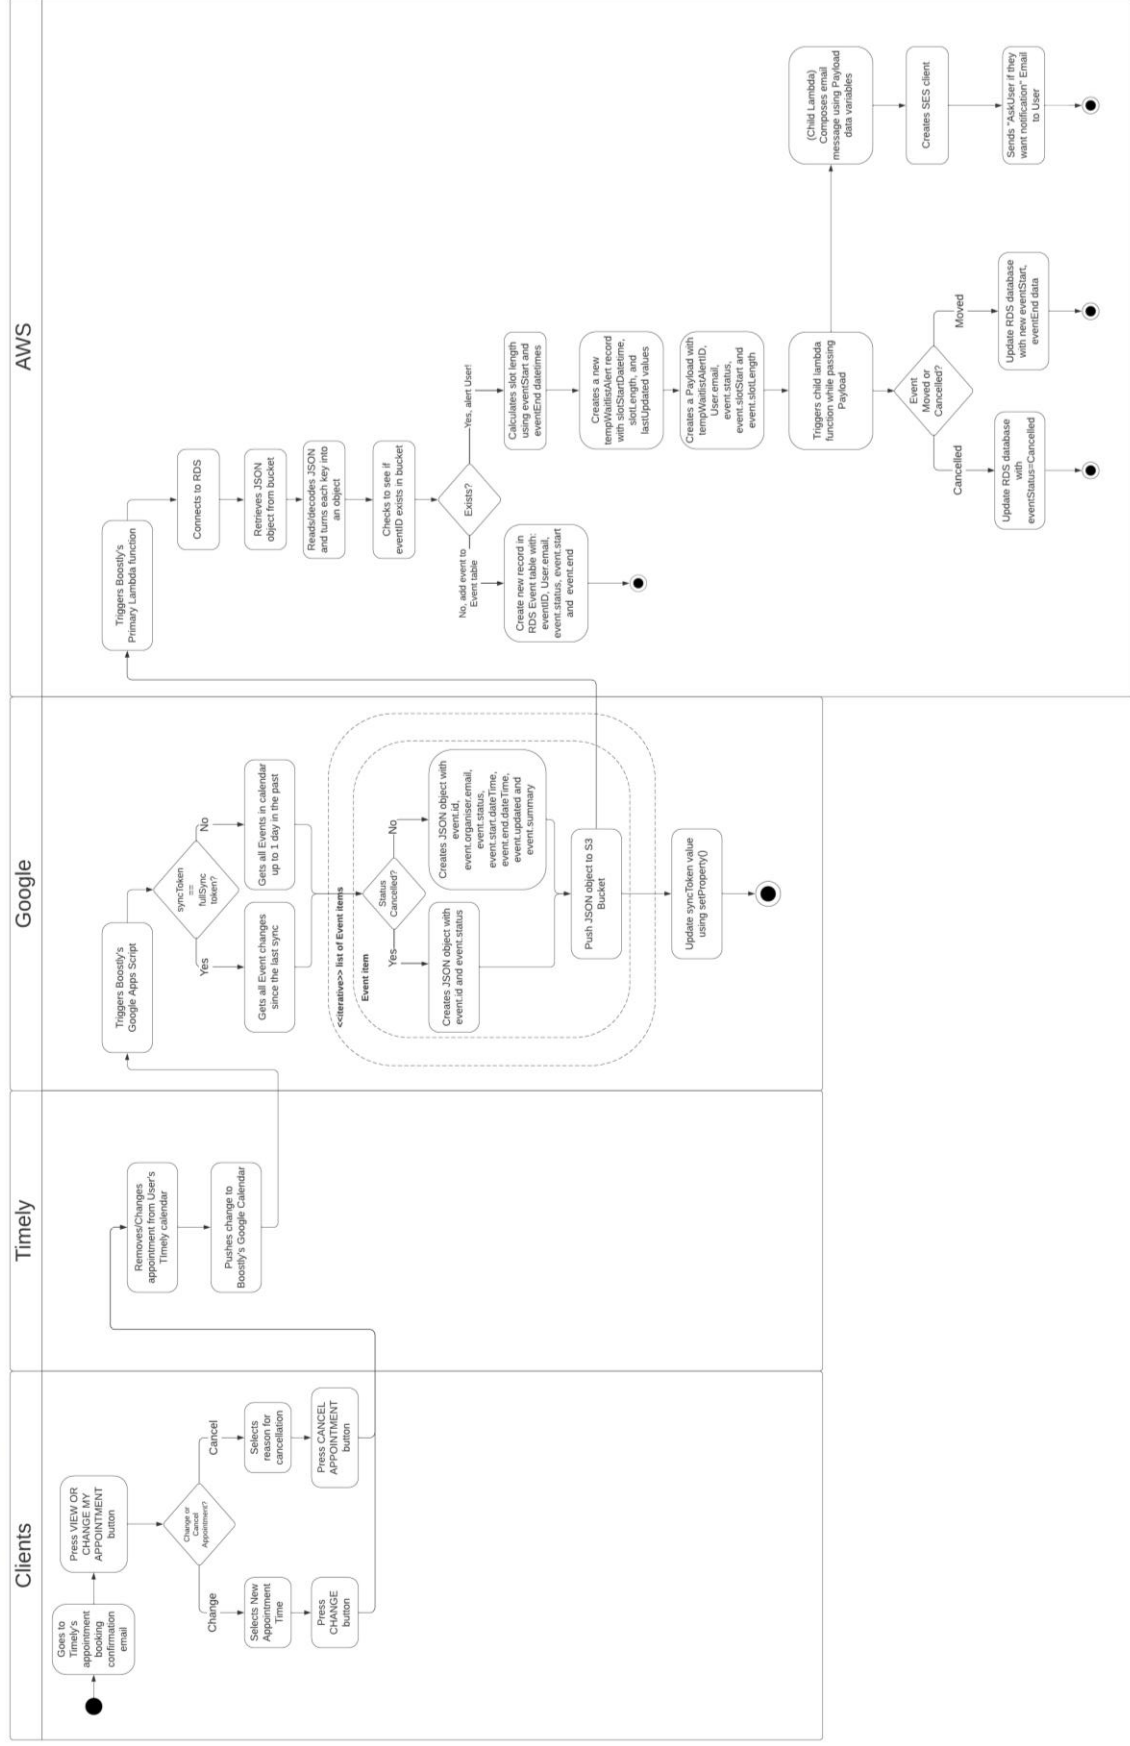 Clients
Timely
Google
AWS
Goes to
Timely's
appointment
booking
confirmation
email
Press VIEW OR
CHANGE MY
APPOINTMENT
button
Change or
Cancel
Appointment?
Change
Cancel
Selects New
Appointment
Time
Press
CHANGE
button
Selects
reason for
cancellation
Press CANCEL
APPOINTMENT
button
Removes/Changes
appointment from User's
TImely calendar
Pushes change to
Boostly's Google Calendar
Triggers Boostly's
Google Apps Script
syncToken
==
fullSync
token?
Yes
No
Gets all Event changes
since the last sync
Gets all Events in calendar
up to 1 day in the past
<<iterative>> list of Event items
Event item
Status
Cancelled?
Yes
No
Creates JSON object with
event.id and event.status
Creates JSON object with
event.id.
event.organiser.email,
event.status,
event.start.dateTime,
event.end.dateTime,
event.updated and
event.summary
Push JSON object to S3
Bucket
Update syncToken value
using setProperty()
Triggers Boostly's
Primary Lambda function
Connects to RDS
Retrieves JSON
object from bucket
Reads/decodes JSON
and turns each key into
an object
Checks to see if
eventID exists in bucket
Exists?
No, add event to
Event table
Yes, alert User!
Create new record in
RDS Event table with:
eventID, User.email,
event.status, event.start
and event.end
Calculates slot length
using eventStart and
eventEnd datetimes
Creates a new
tempWaitlistAlert record
with slotStartDatetime,
slotLength, and
lastUpdated values
Creates a Payload with
tempWaitlistAlertID,
User.email,
event.status,
event.slotStart and
event.slotLength
Triggers child lambda
function while passing
Payload
Event
Moved or
Cancelled?
Cancelled
Moved
Update RDS database
with
eventStatus=Cancelled
Update RDS database
with new eventStart,
eventEnd data
(Child Lambda)
Composes email
message using Payload
data variables
Creates SES client
Sends "AskUser if they
want notification" Email
to User